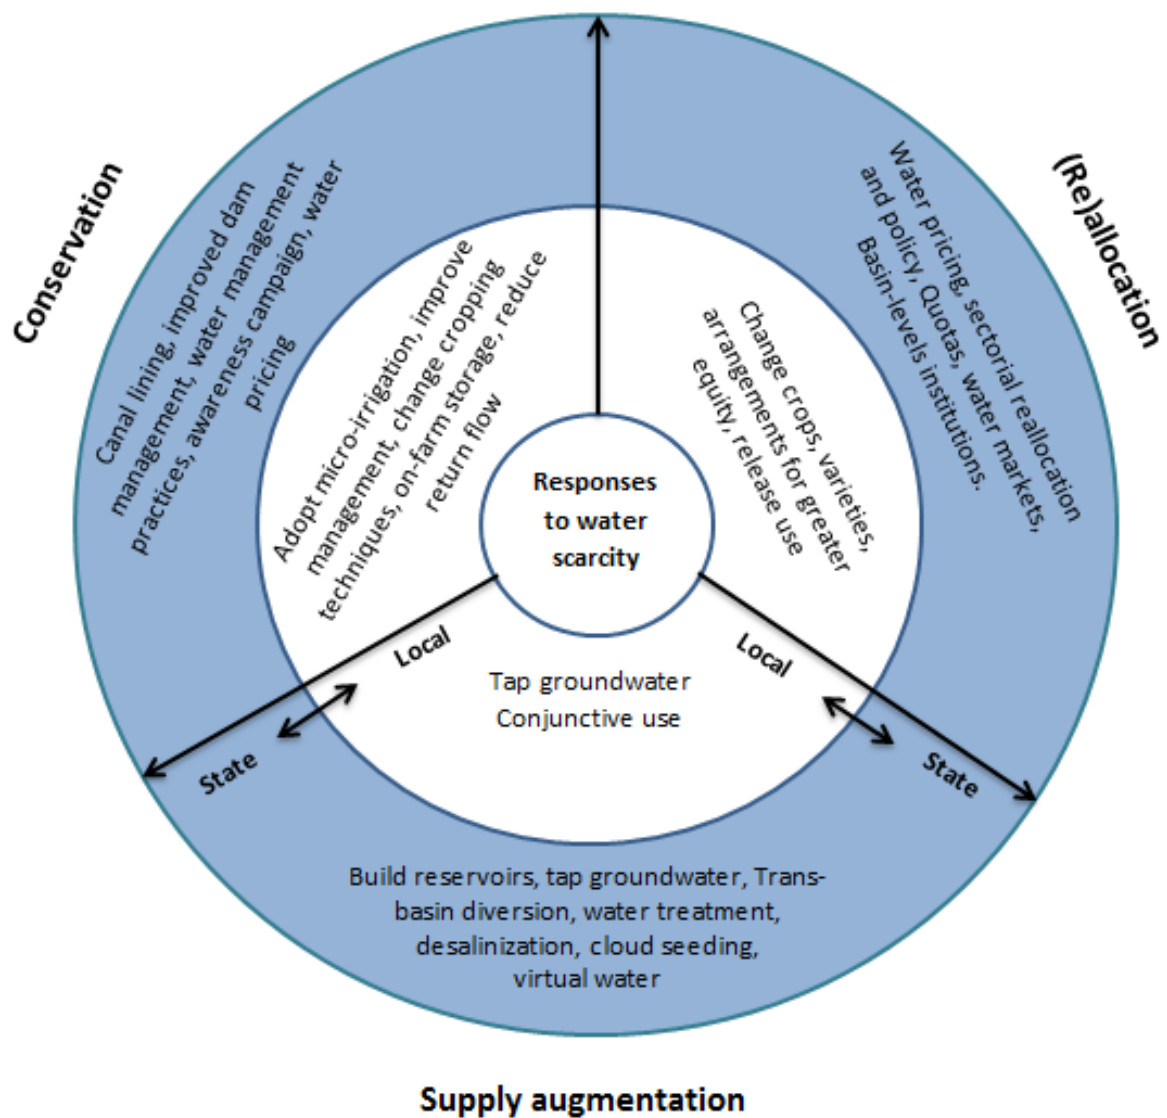 Conservation
Canal lining, improved dam
management, water management
practices, awareness campaign, water
pricing
Adopt micro-irrigation, improve
management, change cropping
techniques, on-farm storage, reduce
return flow
(Re)allocation
Water pricing, sectorial reallocation
and policy, Quotas, water markets,
Basin-levels institutions.
Change crops, varieties,
arrangements for greater
equity, release use
Responses
to water
scarcity
Local
State
Local
State
Tap groundwater
Conjunctive use
Build reservoirs, tap groundwater, Trans-
basin diversion, water treatment,
desalinization, cloud seeding,
virtual water
Supply augmentation